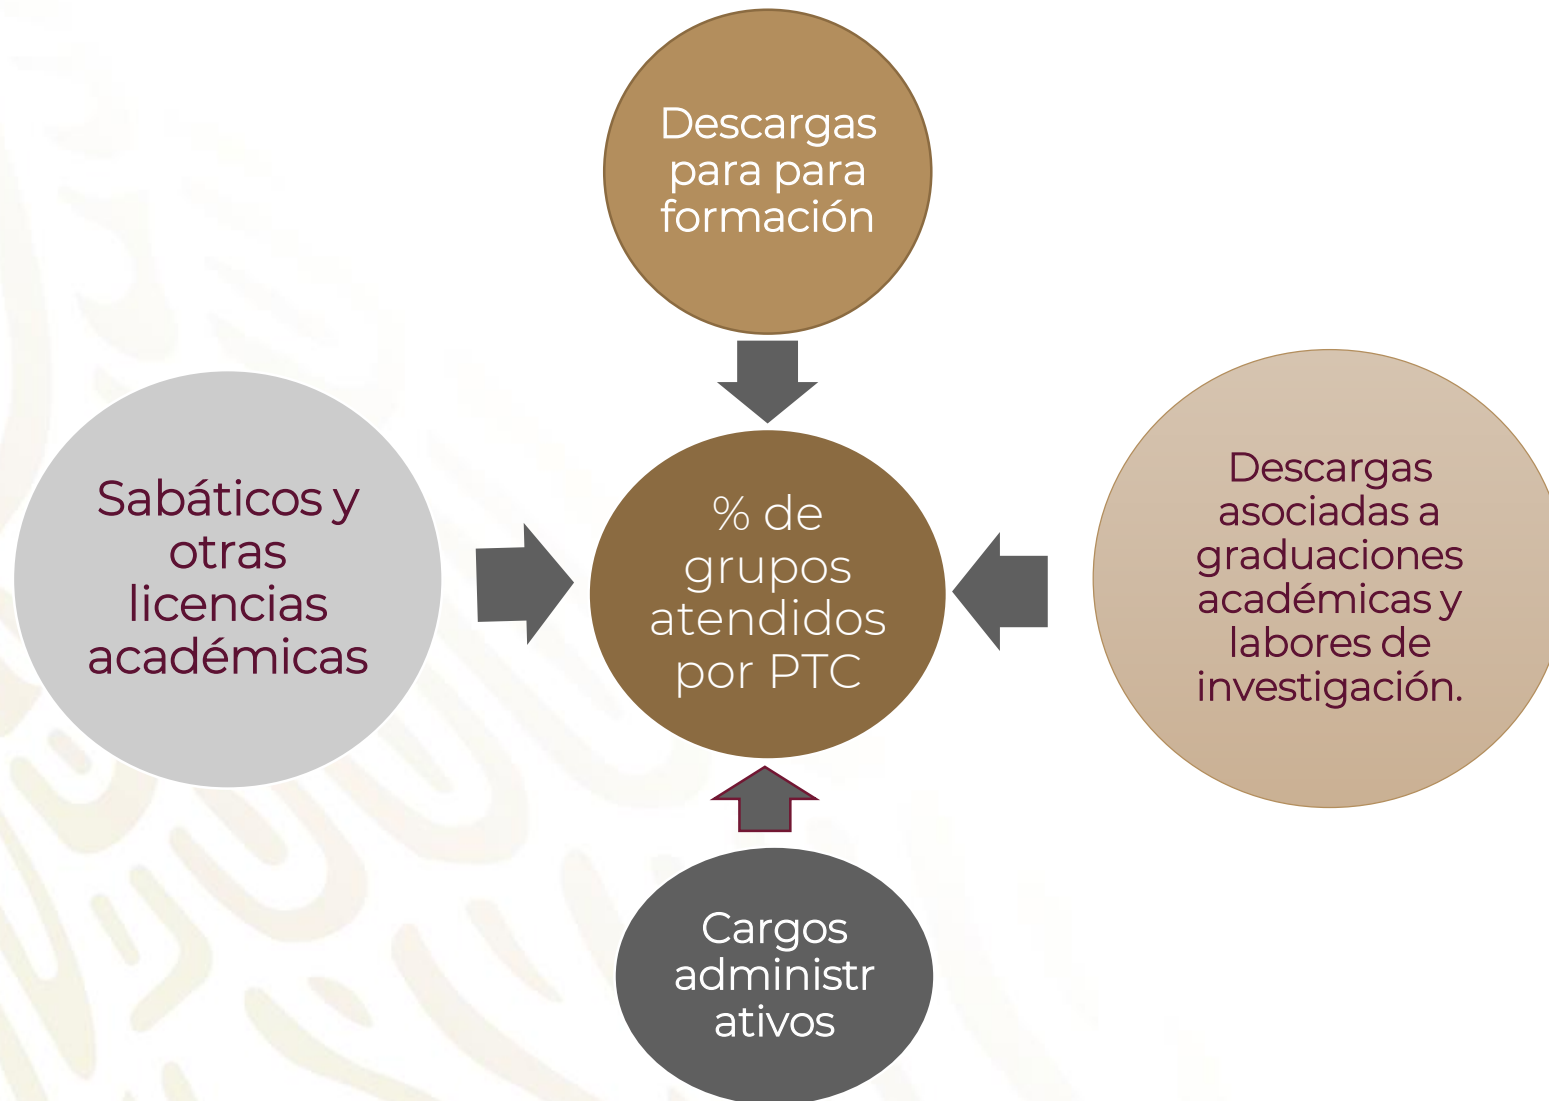 Descargas
para para
formación
Sabáticos y
otras
licencias
académicas
% de
grupos
atendidos
por PTC
Descargas
asociadas a
graduaciones
académicas y
labores de
investigación.
Cargos
administr
ativos